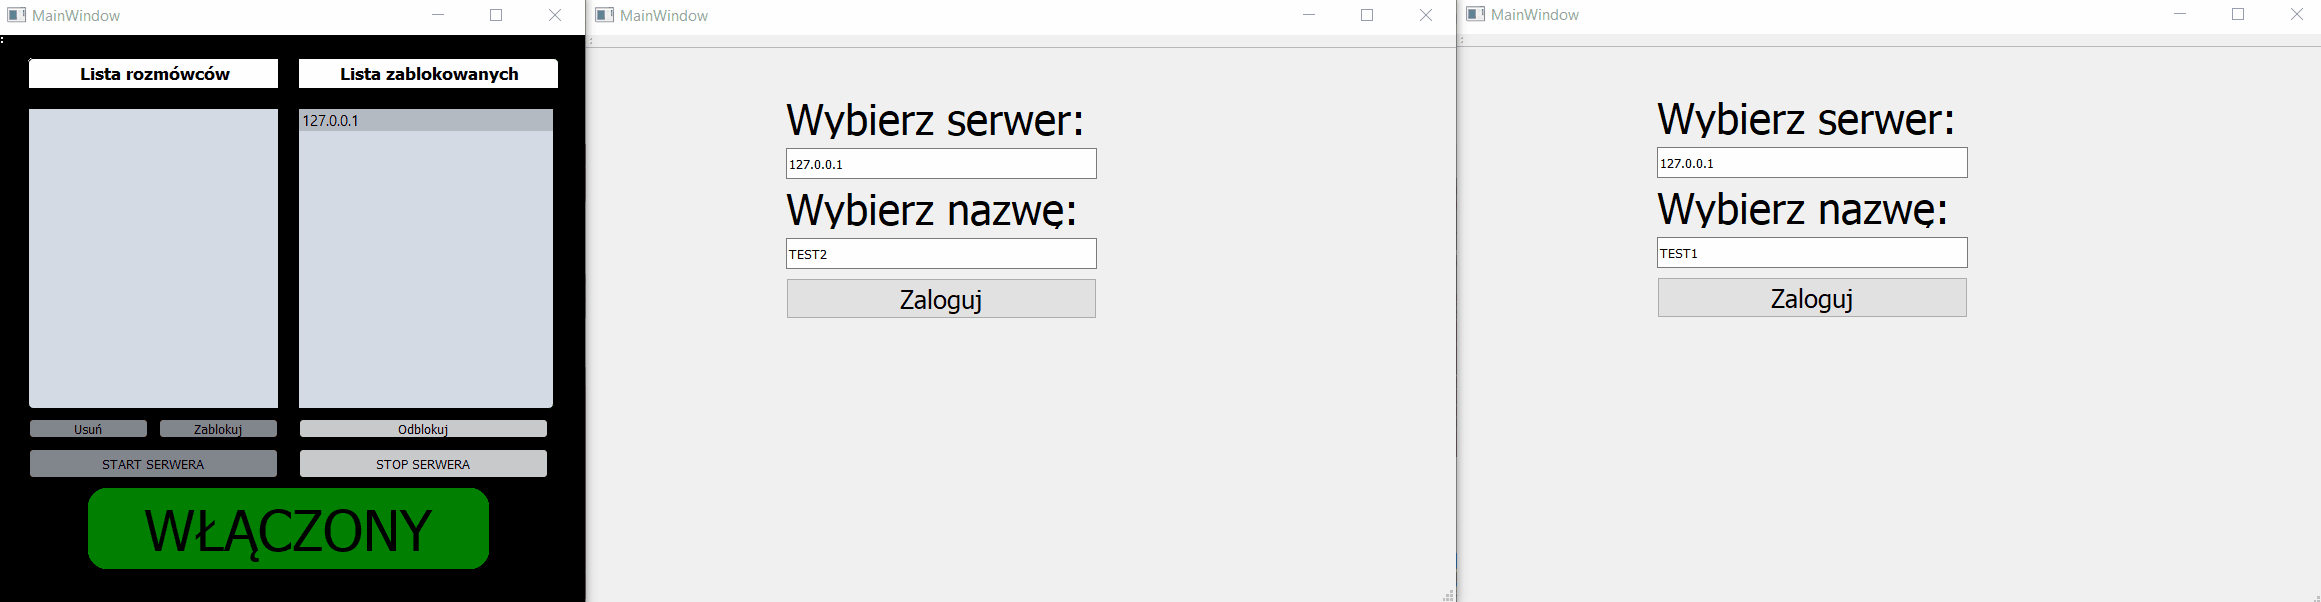 MainWindow
Lista rozmówców
Lista zablokowanych
127.0.0.1
Usuń
Zablokuj
Odblokuj
START SERWERA
STOP SERWERA
WŁĄCZONY
MainWindow
Wybierz serwer:
127.0.0.1
Wybierz nazwę:
TEST2
Zaloguj
MainWindow
Wybierz serwer:
127.0.0.1
Wybierz nazwę:
TEST1
Zaloguj